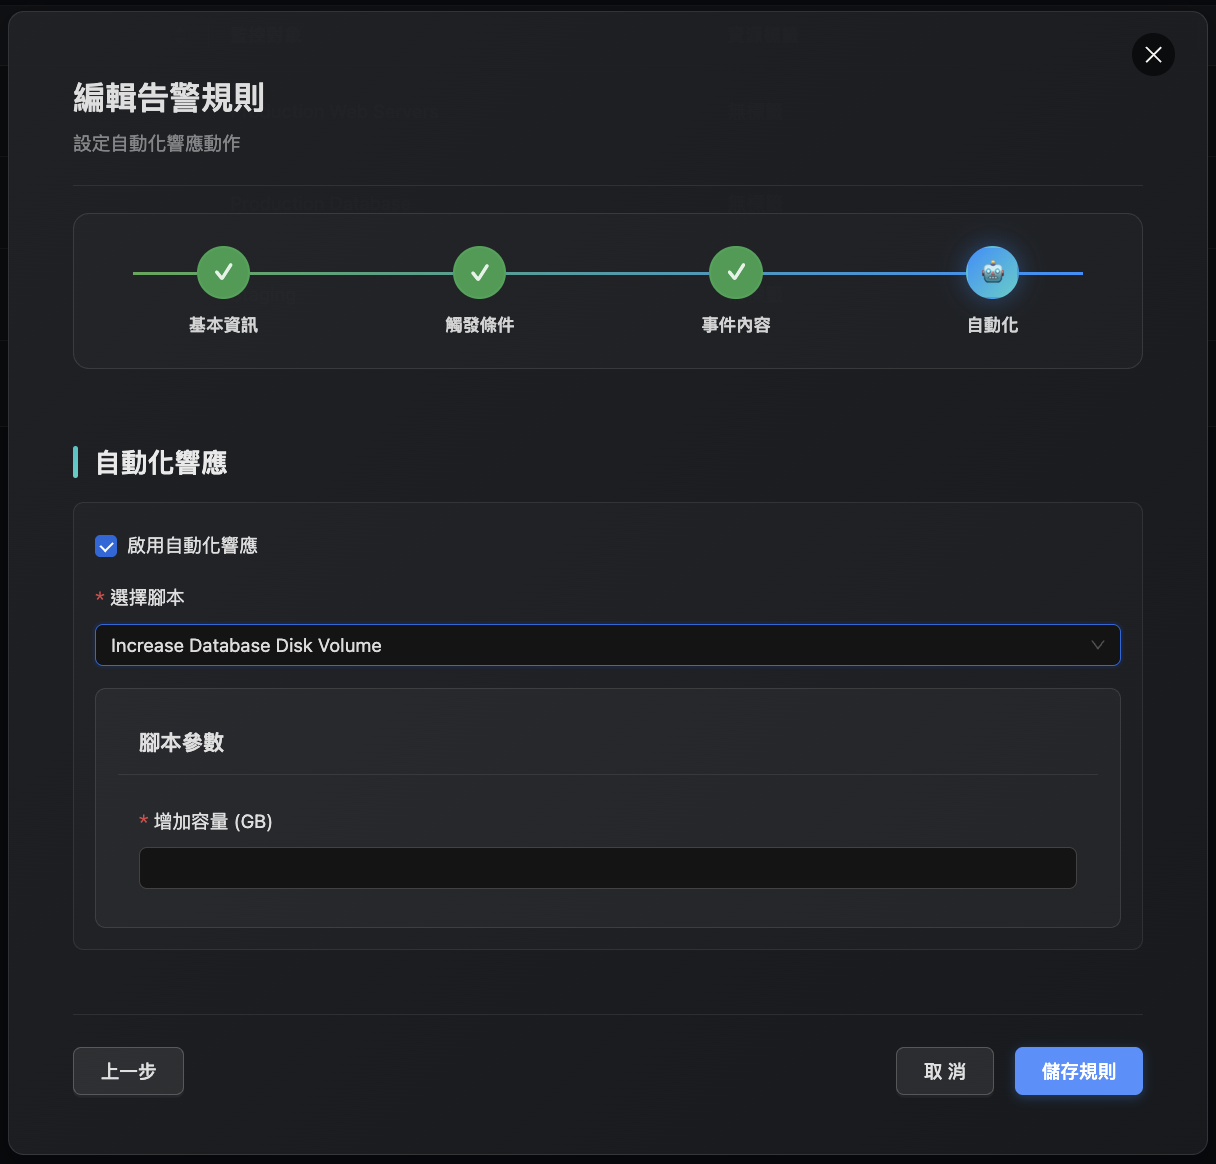 編輯告警規則
設定自動化響應動作
基本資訊
觸發條件
事件內容
自動化
自動化響應
啟用自動化響應
* 選擇腳本
Increase Database Disk Volume
腳本參數
* 增加容量 (GB)
上一步
取 消
儲存規則